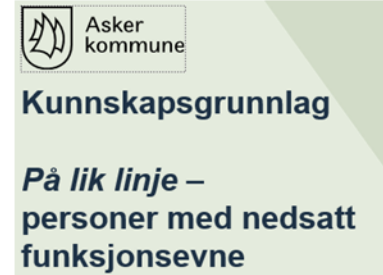 Asker
kommune
Kunnskapsgrunnlag
På lik linje –
personer med nedsatt
funksjonsevne